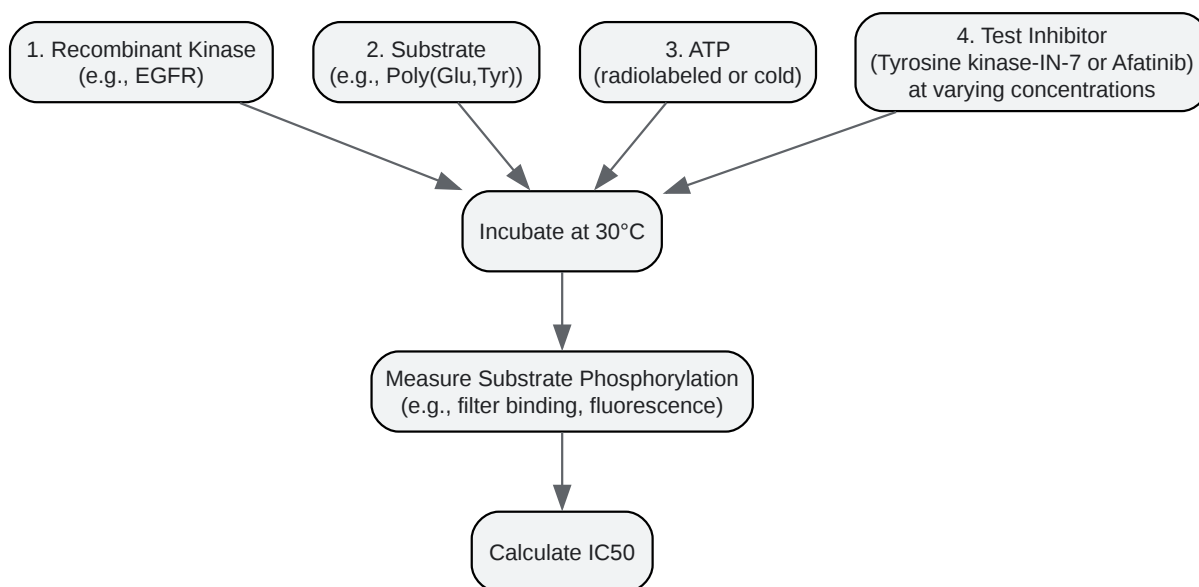 1. Recombinant Kinase
(e.g., EGFR)
2. Substrate
(e.g., Poly(Glu,Tyr))
3. ATP
(radiolabeled or cold)
4. Test Inhibitor
(Tyrosine kinase-IN-7 or Afatinib)
at varying concentrations
Incubate at 30°C
Measure Substrate Phosphorylation
(e.g., filter binding, fluorescence)
Calculate IC50